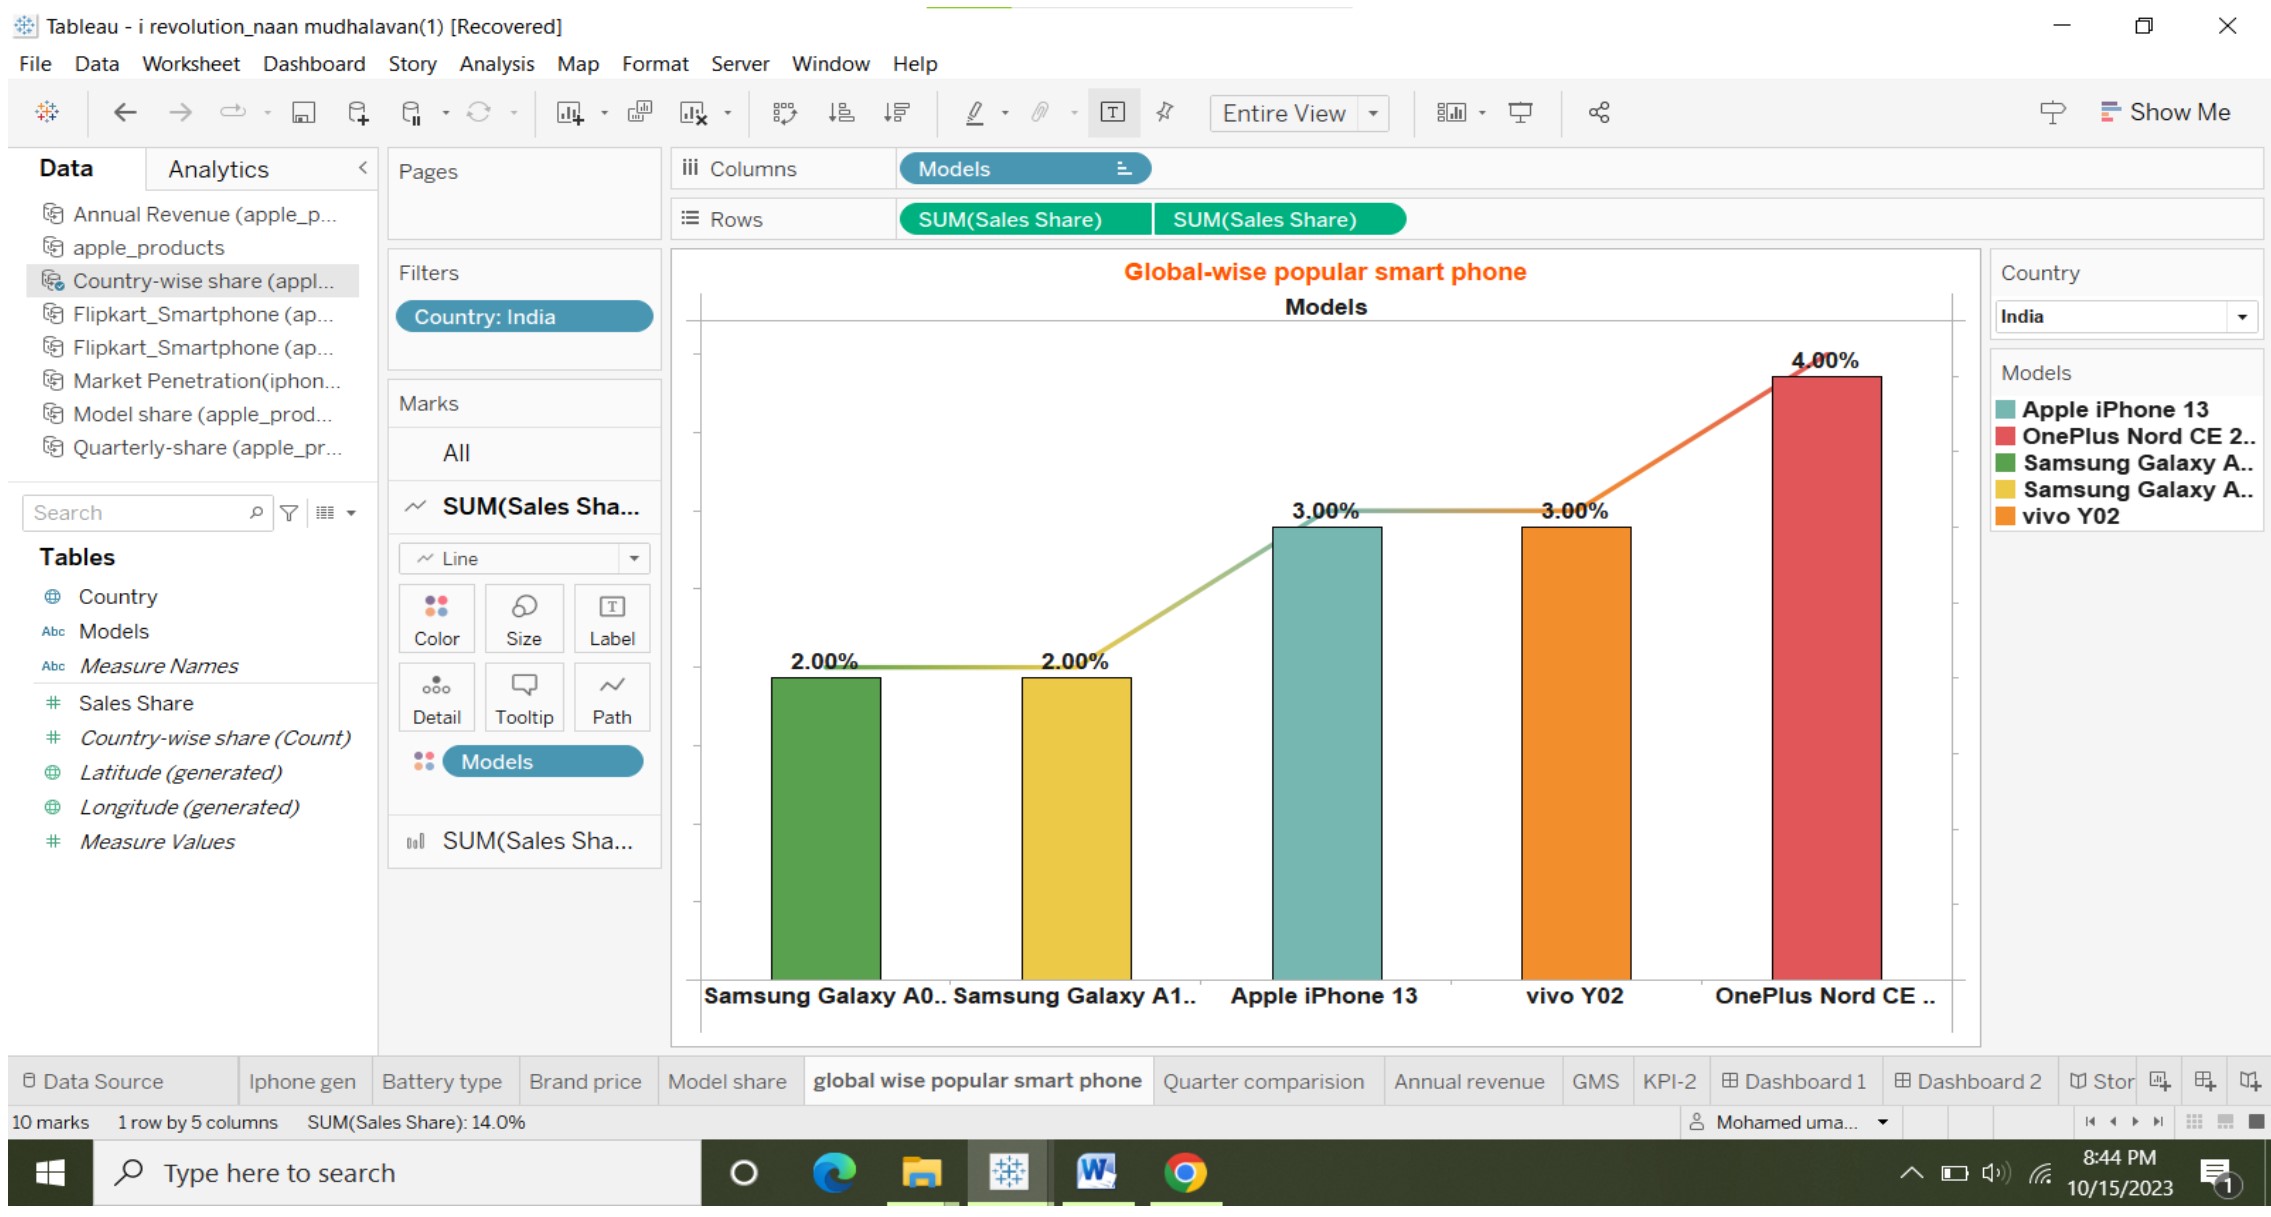 Tableau - i revolution_naan mudhalavan(1) [Recovered]
File Data Worksheet Dashboard Story Analysis Map Format Server Window Help
Entire View
Show Me
Data
Analytics
Annual Revenue (apple_p...
apple_products
Country-wise share (appl...
Flipkart_Smartphone (ap...
Flipkart_Smartphone (ap...
Market Penetration(iphon...
Model share (apple_prod...
Quarterly-share (apple_pr...
Search
Tables
Country
Abc Models
Abc Measure Names
# Sales Share
# Country-wise share (Count)
Latitude (generated)
Longitude (generated)
# Measure Values
Pages
Filters
Country: India
Marks
All
SUM(Sales Sha...
Line
Color Size Label
Detail Tooltip Path
Models
SUM(Sales Sha...
iii Columns
Models
Rows
SUM(Sales Share) SUM(Sales Share)
Global-wise popular smart phone
Models
2.00%
2.00%
3.00%
3.00%
4.00%
Samsung Galaxy A0.. Samsung Galaxy A1.. Apple iPhone 13 vivo Y02 OnePlus Nord CE ..
Country
India
Models
Apple iPhone 13
OnePlus Nord CE 2..
Samsung Galaxy A..
Samsung Galaxy A..
vivo Y02
Data Source Iphone gen Battery type Brand price Model share global wise popular smart phone Quarter comparision Annual revenue GMS KPI-2 Dashboard 1 Dashboard 2 Stor
10 marks 1 row by 5 columns SUM(Sales Share): 14.0%
Mohamed uma...
Type here to search
8:44 PM
10/15/2023
1